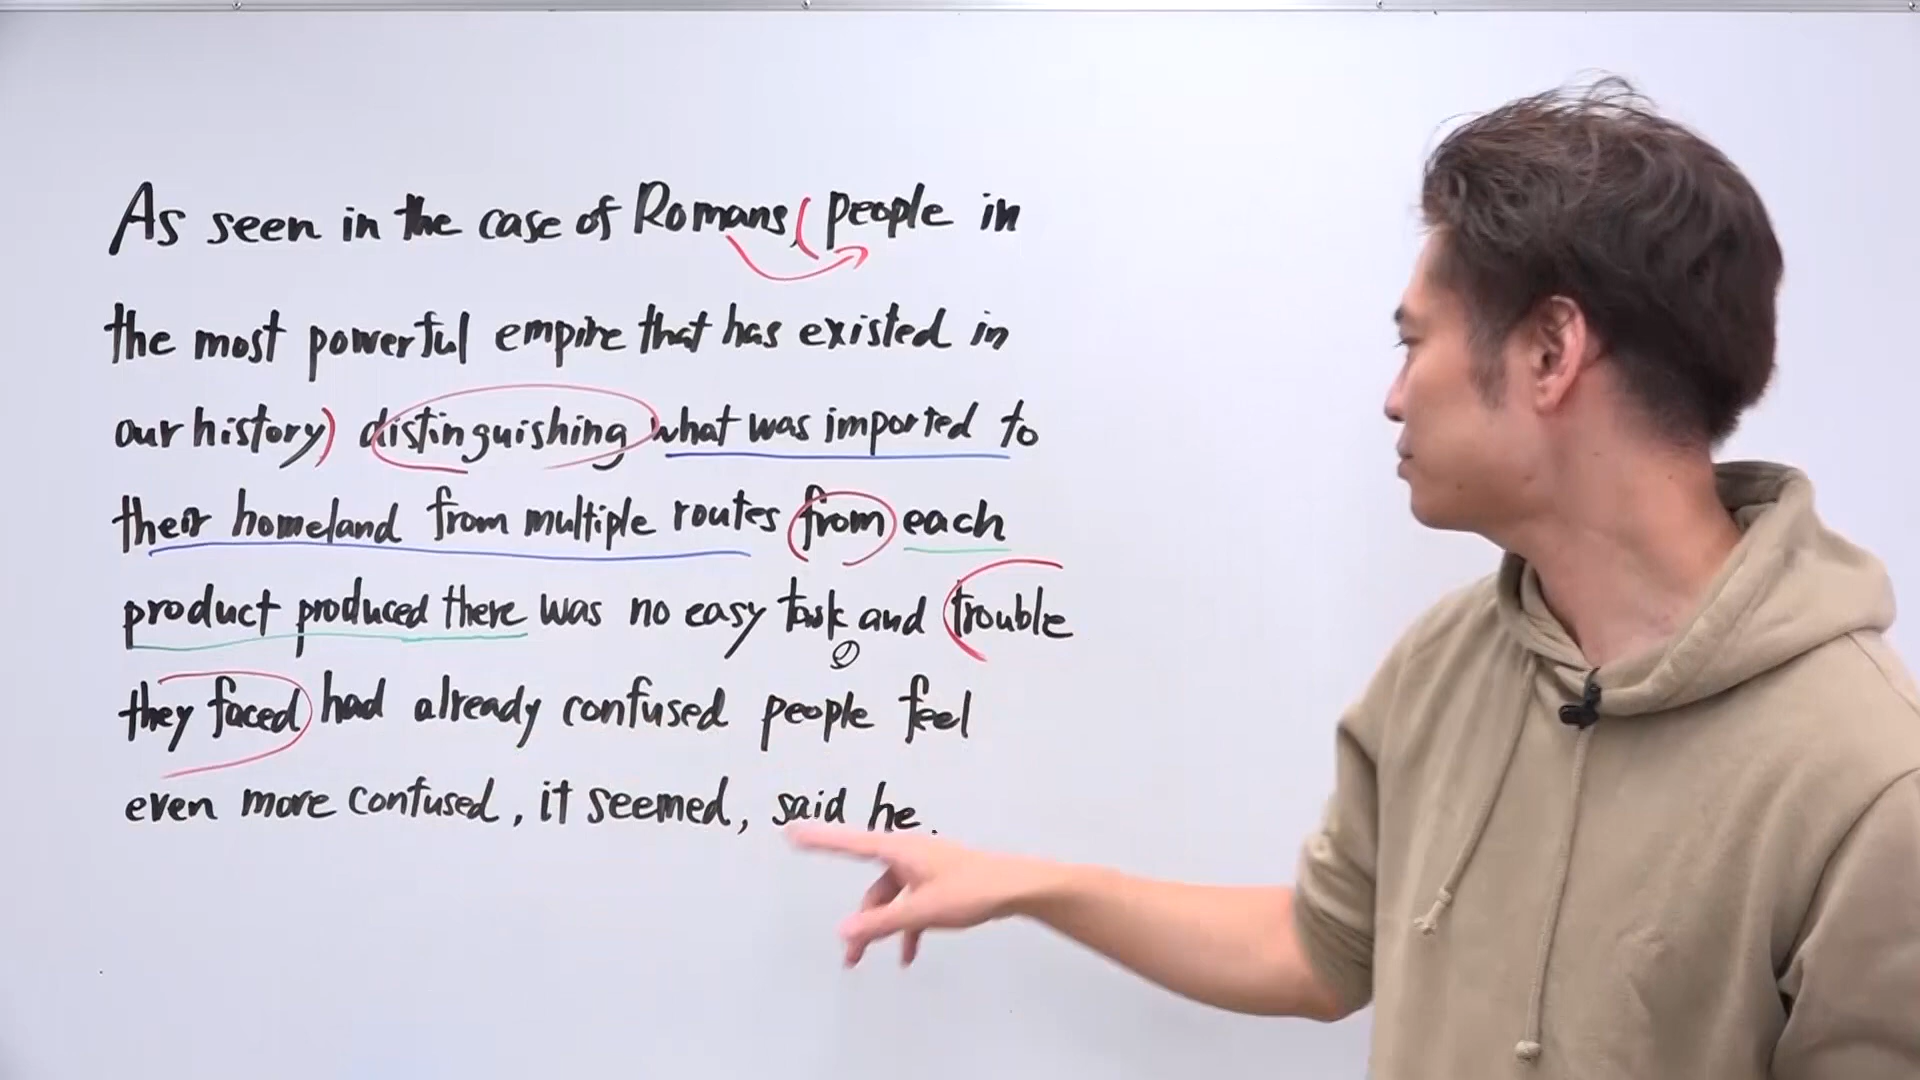 As seen in the case of Romans, people in
the most powerful empire that has existed in
our history, distinguishing what was imported to
their homeland from multiple routes from each
product produced there was no easy task and trouble
they faced had already confused people feel
even more confused, it seemed, said he.